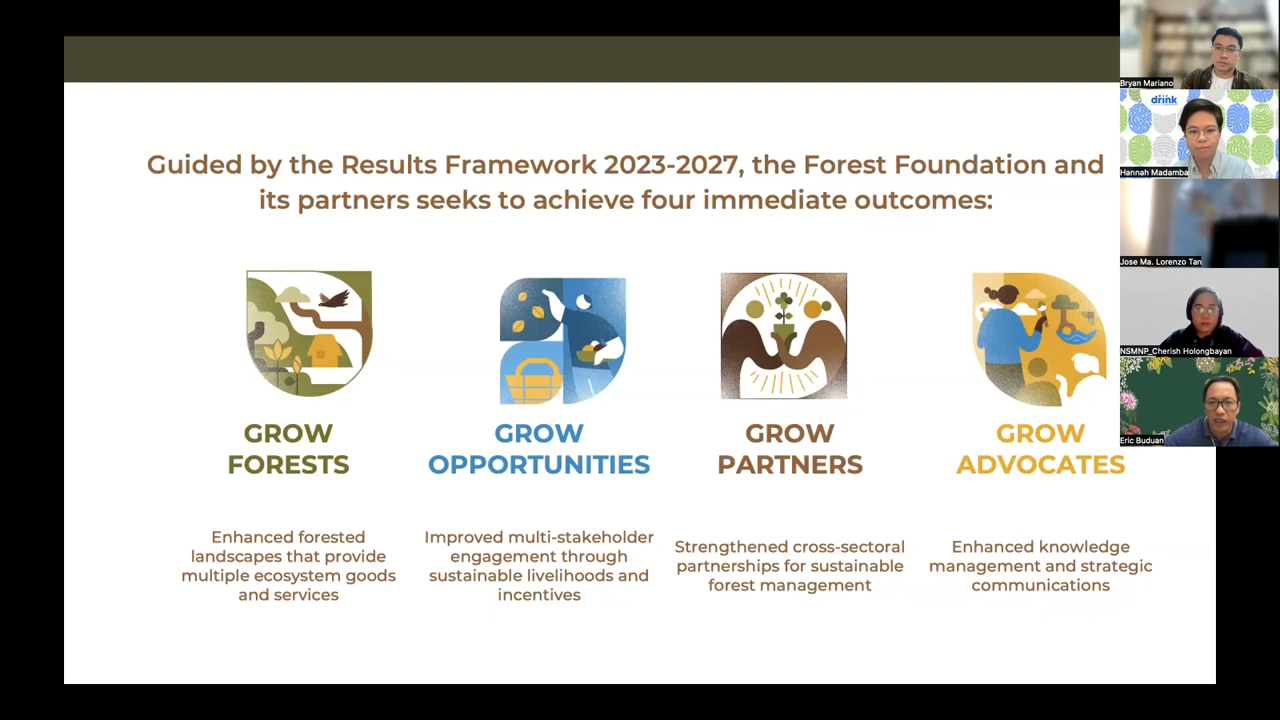 Guided by the Results Framework 2023-2027, the Forest Foundation and
its partners seeks to achieve four immediate outcomes:
GROW
FORESTS
Enhanced forested
landscapes that provide
multiple ecosystem goods
and services
GROW
OPPORTUNITIES
Improved multi-stakeholder
engagement through
sustainable livelihoods and
incentives
GROW
PARTNERS
Strengthened cross-sectoral
partnerships for sustainable
forest management
GROW
ADVOCATES
Enhanced knowledge
management and strategic
communications
Bryan Mariano
drink
Hannah Madamba
Jose Ma. Lorenzo Tan
NSMNP_Cherish Holongbayan
Eric Buduan